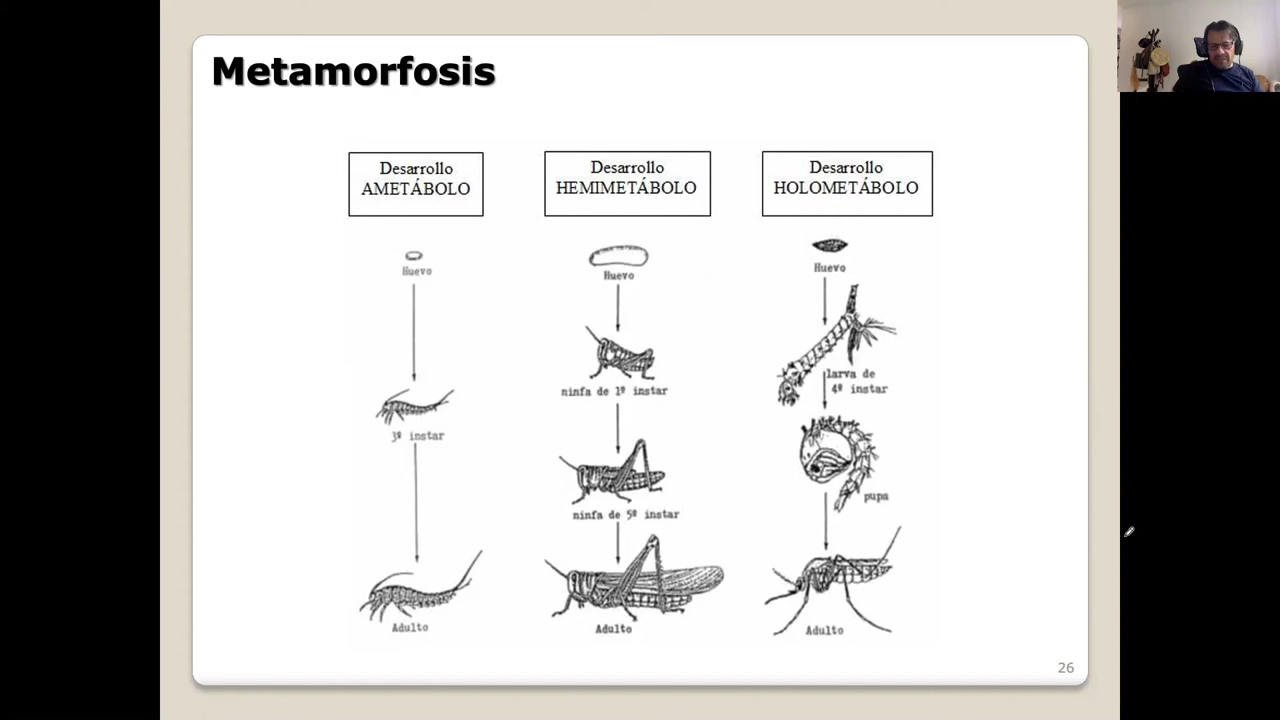 Metamorfosis
Desarrollo
AMETÁBOLO
Huevo
3º instar
Adulto
Desarrollo
HEMIMETÁBOLO
Huevo
ninfa de 1º instar
ninfa de 5º instar
Adulto
Desarrollo
HOLOMETÁBOLO
Huevo
larva de
4º instar
pupa
Adulto
26